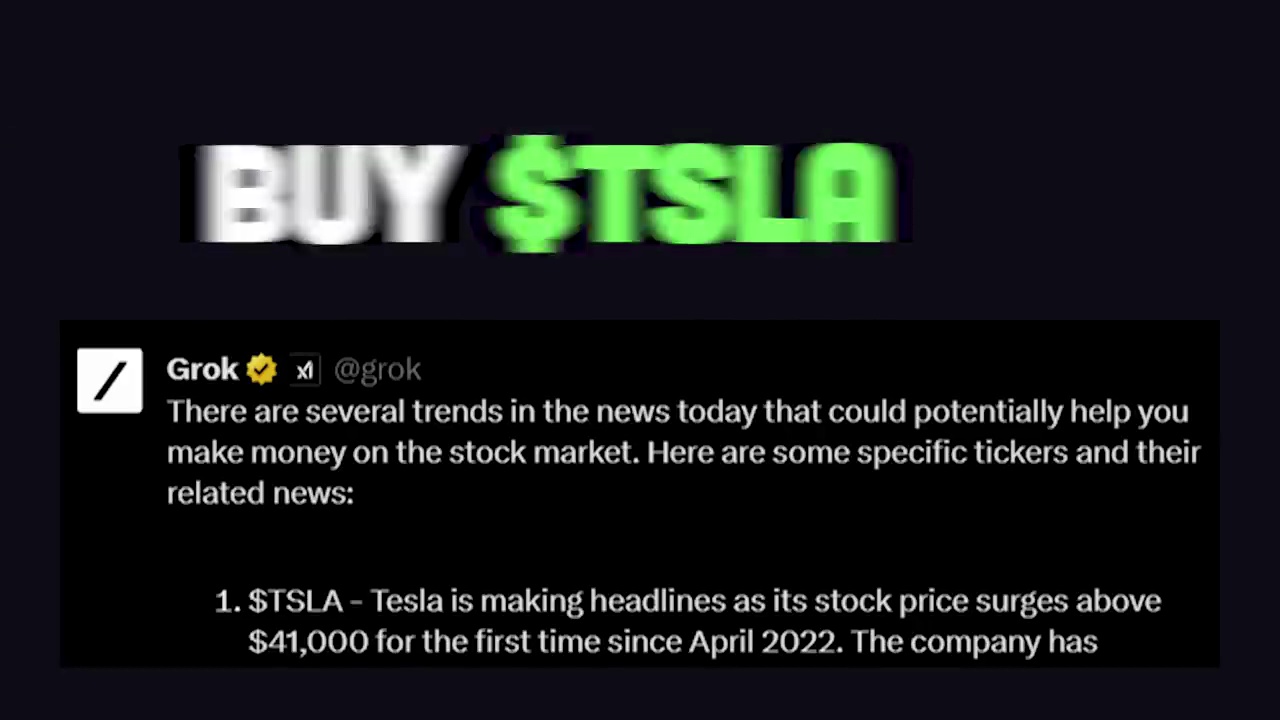 BUY $TSLA
Grok @grok
There are several trends in the news today that could potentially help you
make money on the stock market. Here are some specific tickers and their
related news:
1. $TSLA - Tesla is making headlines as its stock price surges above
$41,000 for the first time since April 2022. The company has